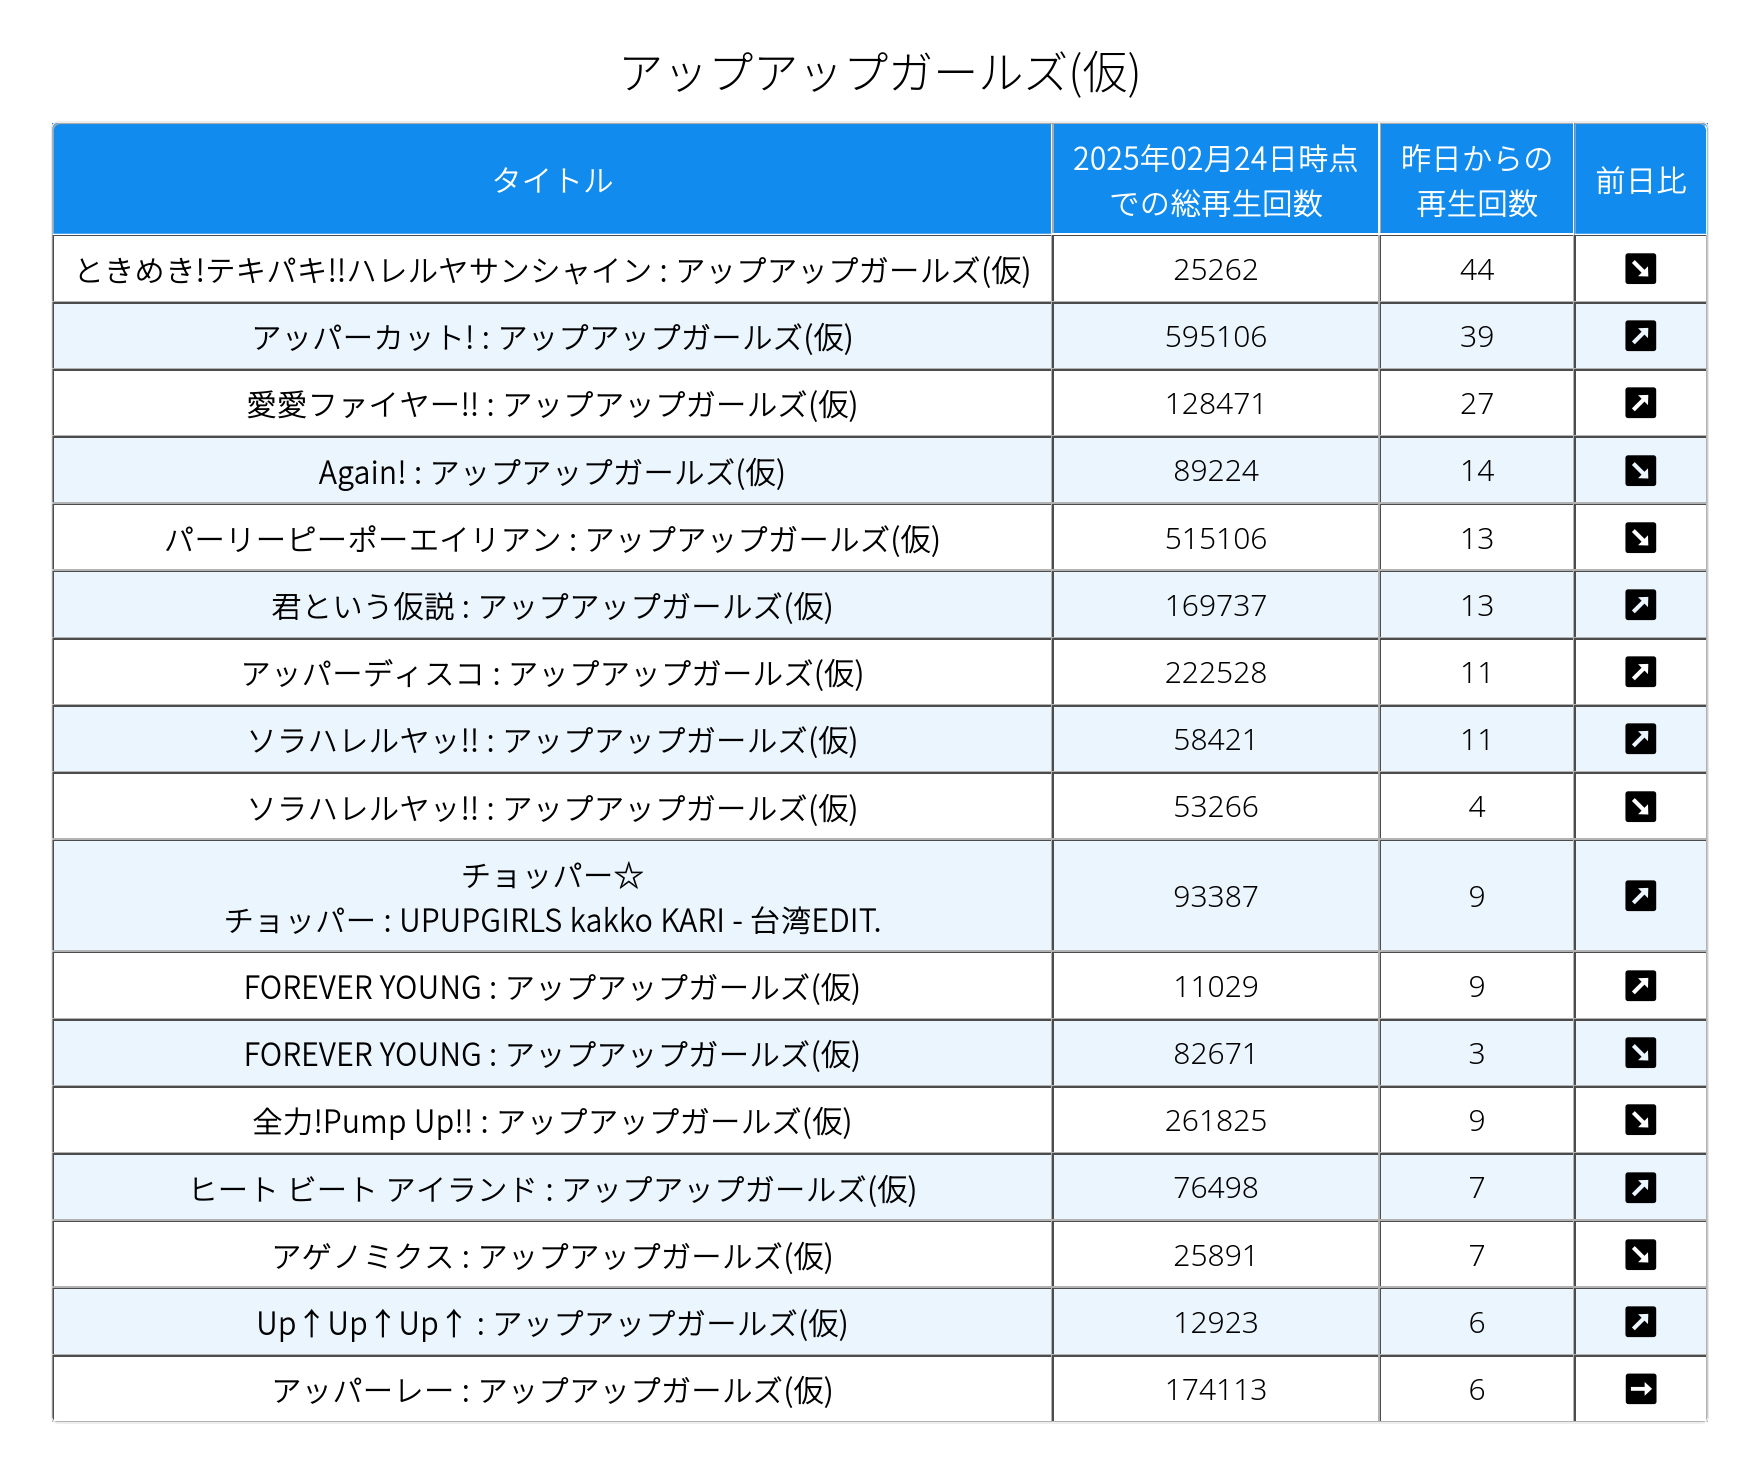 アップアップガールズ(仮)
タイトル 2025年02月24日時点での総再生回数 昨日からの再生回数 前日比
ときめき!テキパキ!!ハレルヤサンシャイン : アップアップガールズ(仮) 25262 44 ↘
アッパーカット! : アップアップガールズ(仮) 595106 39 ↗
愛愛ファイヤー!! : アップアップガールズ(仮) 128471 27 ↗
Again! : アップアップガールズ(仮) 89224 14 ↘
パーリーピーポーエイリアン : アップアップガールズ(仮) 515106 13 ↘
君という仮説 : アップアップガールズ(仮) 169737 13 ↗
アッパーディスコ : アップアップガールズ(仮) 222528 11 ↗
ソラハレルヤッ!! : アップアップガールズ(仮) 58421 11 ↗
ソラハレルヤッ!! : アップアップガールズ(仮) 53266 4 ↘
チョッパー☆
チョッパー : UPUPGIRLS kakko KARI - 台湾EDIT. 93387 9 ↗
FOREVER YOUNG : アップアップガールズ(仮) 11029 9 ↗
FOREVER YOUNG : アップアップガールズ(仮) 82671 3 ↘
全力!Pump Up!! : アップアップガールズ(仮) 261825 9 ↘
ヒート ビート アイランド : アップアップガールズ(仮) 76498 7 ↗
アゲノミクス : アップアップガールズ(仮) 25891 7 ↘
Up↑Up↑Up↑ : アップアップガールズ(仮) 12923 6 ↗
アッパーレー : アップアップガールズ(仮) 174113 6 →